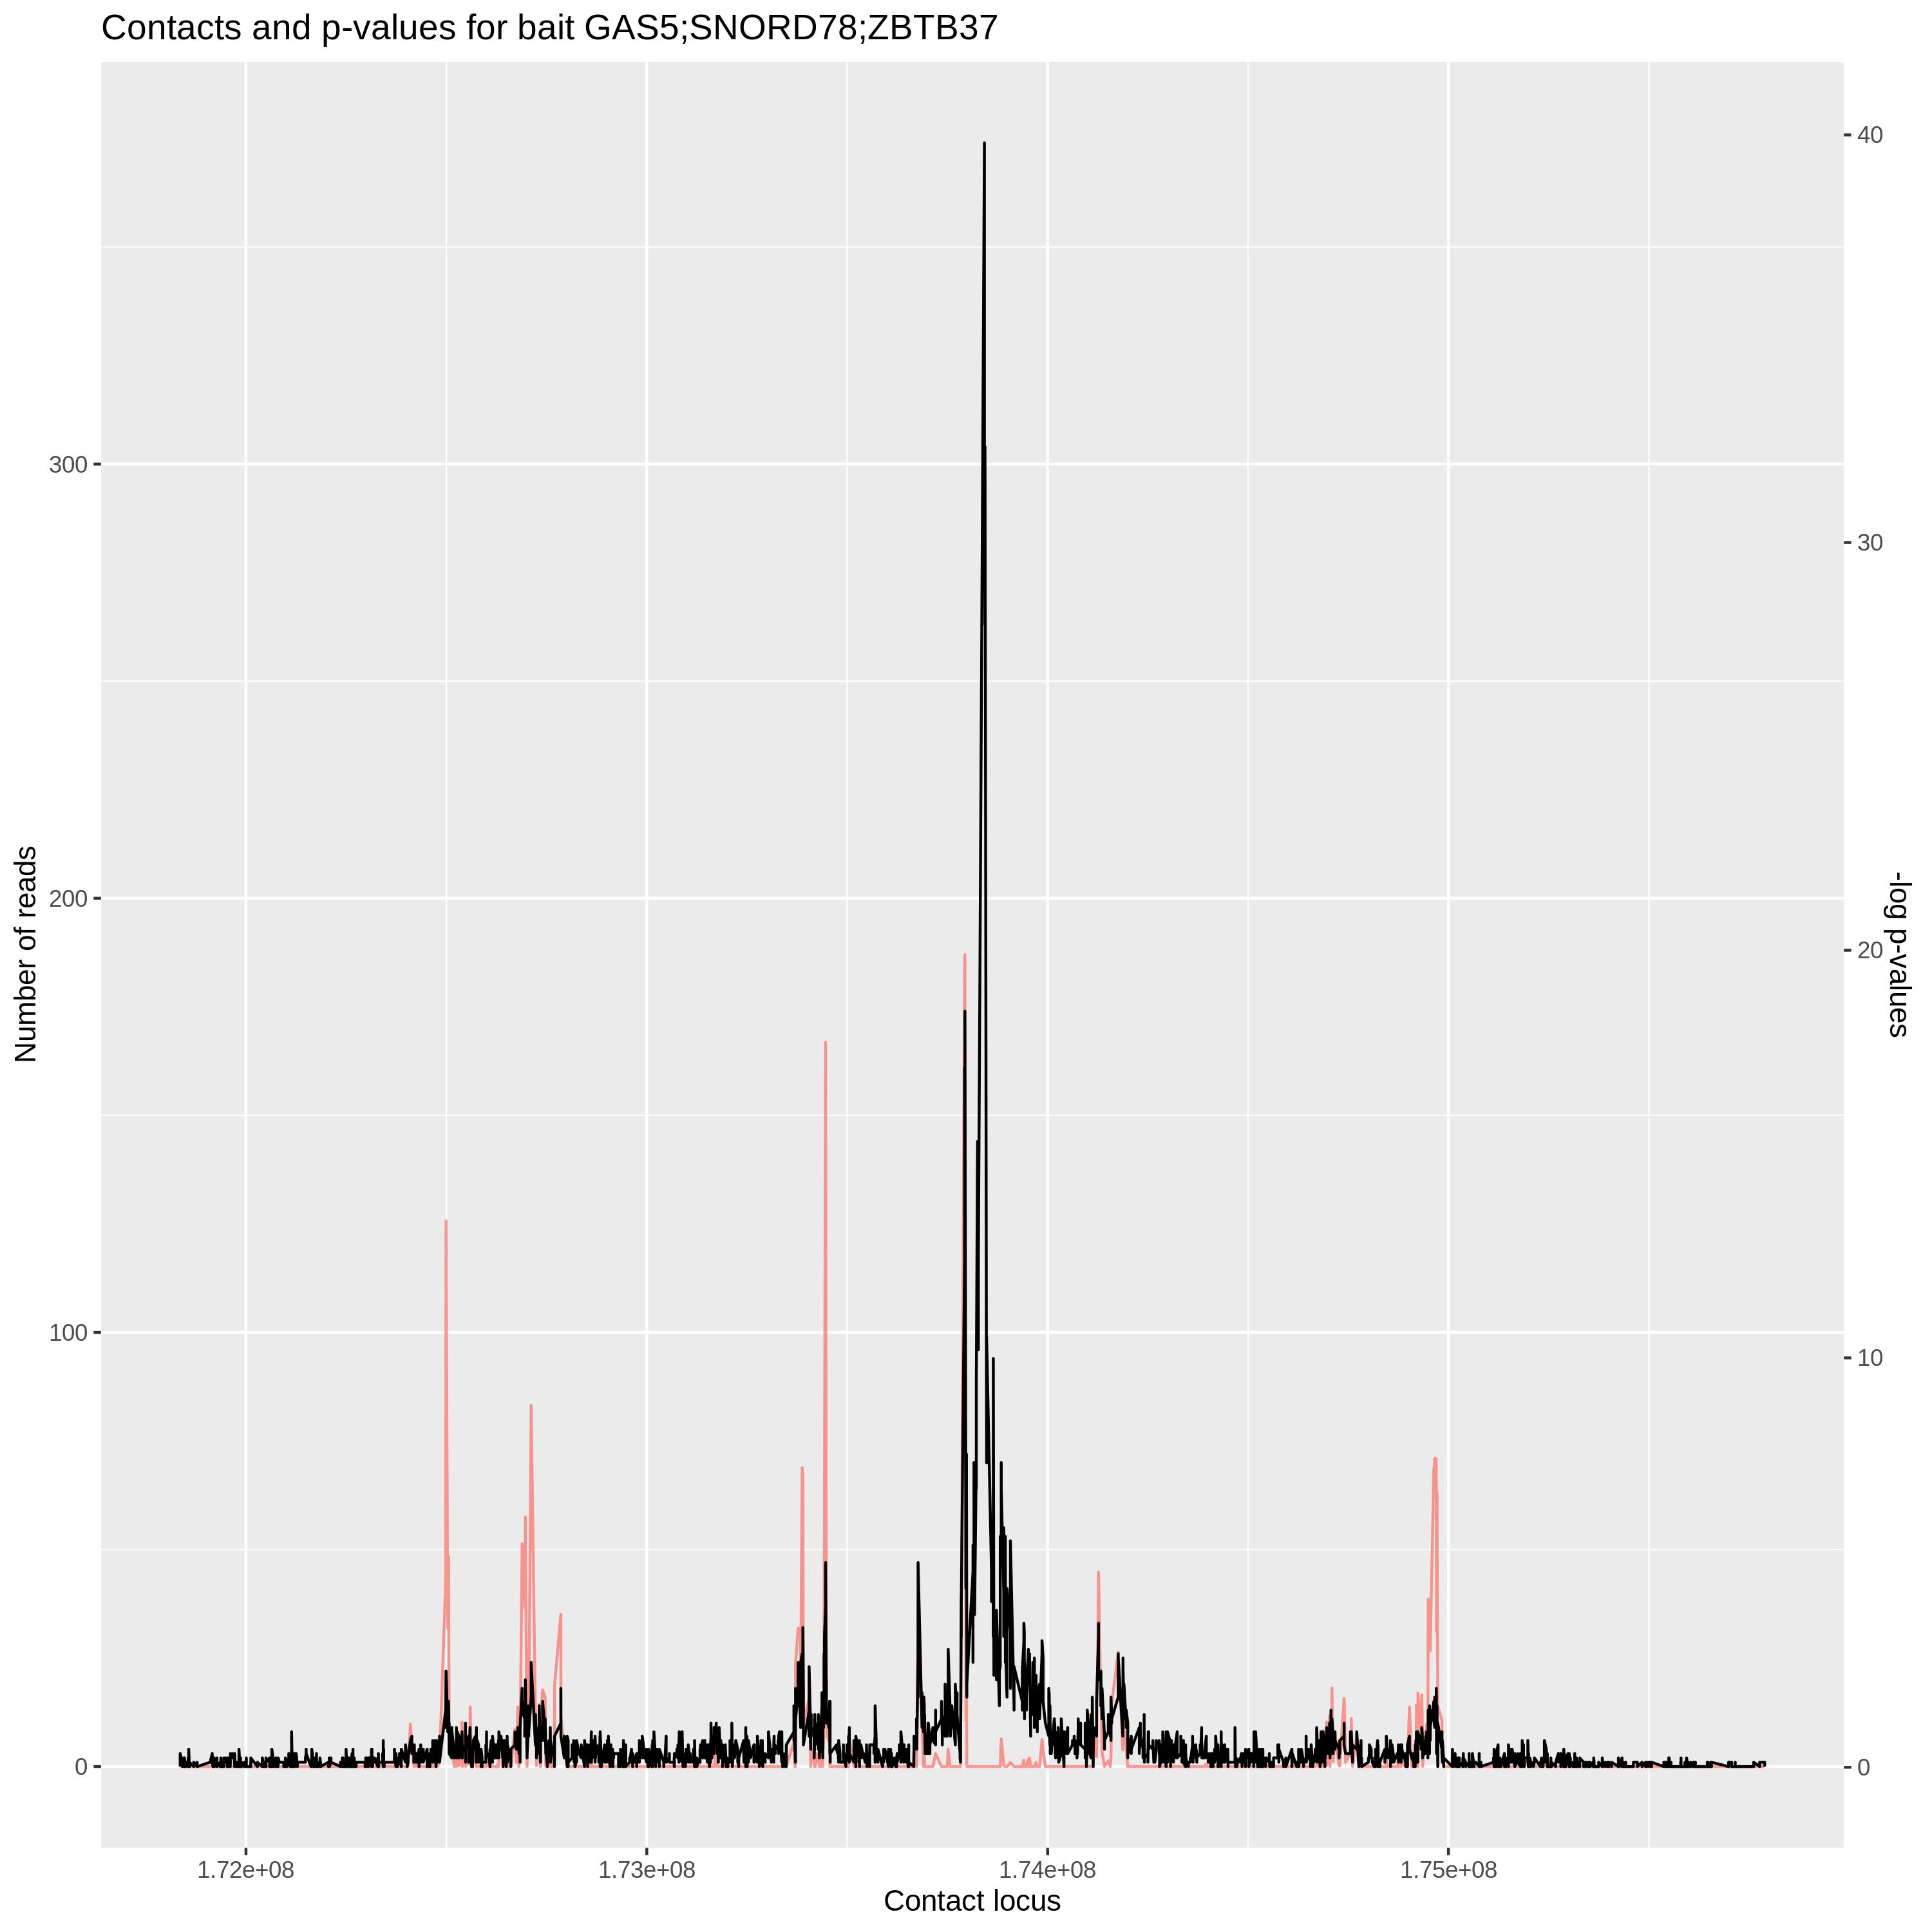 Contacts and p-values for bait GAS5;SNORD78;ZBTB37
Number of reads
300
200
100
0
40
30
20
10
0
-log p-values
1.72e+08
1.73e+08
1.74e+08
1.75e+08
Contact locus